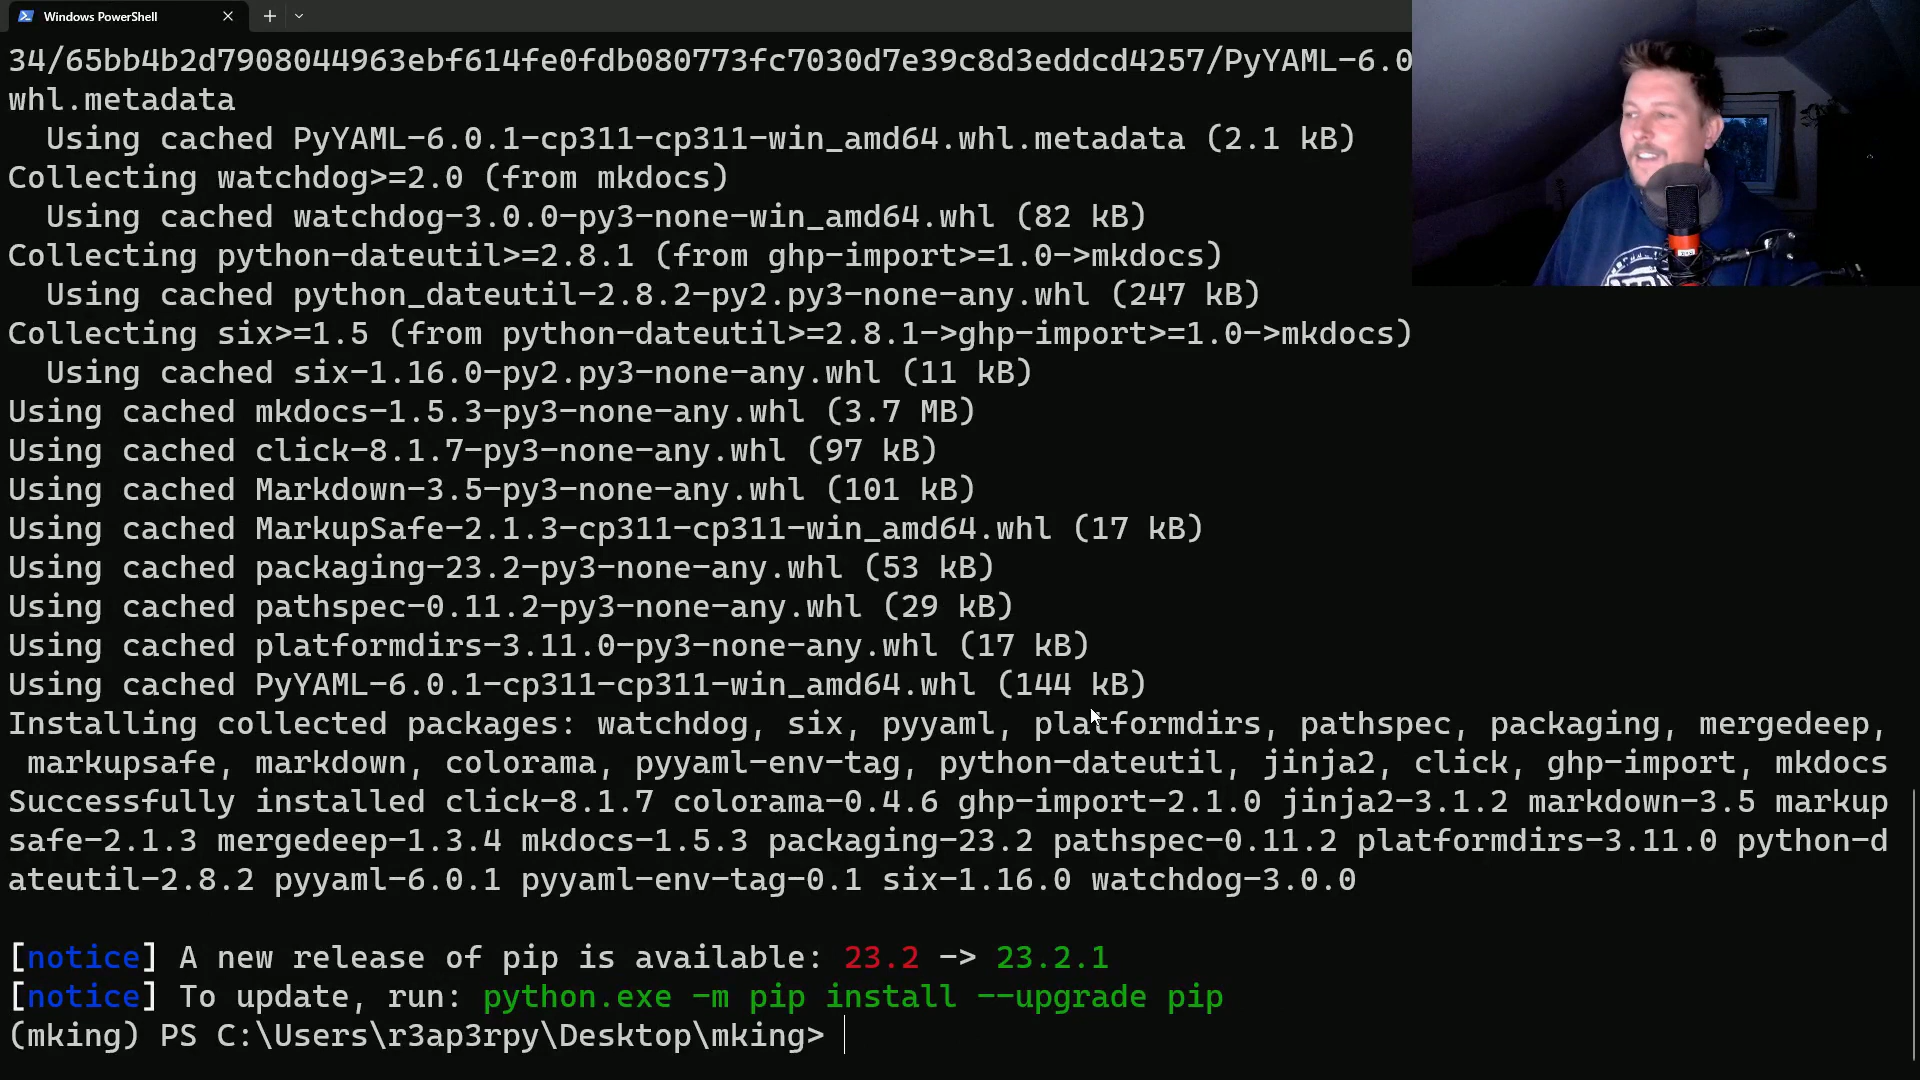 Windows PowerShell
34/65bb4b2d7908044963ebf614fe0fdb080773fc7030d7e39c8d3eddcd4257/PyYAML-6.0
whl.metadata
  Using cached PyYAML-6.0.1-cp311-cp311-win_amd64.whl.metadata (2.1 kB)
Collecting watchdog>=2.0 (from mkdocs)
  Using cached watchdog-3.0.0-py3-none-win_amd64.whl (82 kB)
Collecting python-dateutil>=2.8.1 (from ghp-import>=1.0->mkdocs)
  Using cached python_dateutil-2.8.2-py2.py3-none-any.whl (247 kB)
Collecting six>=1.5 (from python-dateutil>=2.8.1->ghp-import>=1.0->mkdocs)
  Using cached six-1.16.0-py2.py3-none-any.whl (11 kB)
Using cached mkdocs-1.5.3-py3-none-any.whl (3.7 MB)
Using cached click-8.1.7-py3-none-any.whl (97 kB)
Using cached Markdown-3.5-py3-none-any.whl (101 kB)
Using cached MarkupSafe-2.1.3-cp311-cp311-win_amd64.whl (17 kB)
Using cached packaging-23.2-py3-none-any.whl (53 kB)
Using cached pathspec-0.11.2-py3-none-any.whl (29 kB)
Using cached platformdirs-3.11.0-py3-none-any.whl (17 kB)
Using cached PyYAML-6.0.1-cp311-cp311-win_amd64.whl (144 kB)
Installing collected packages: watchdog, six, pyyaml, platformdirs, pathspec, packaging, mergedeep,
 markupsafe, markdown, colorama, pyyaml-env-tag, python-dateutil, jinja2, click, ghp-import, mkdocs
Successfully installed click-8.1.7 colorama-0.4.6 ghp-import-2.1.0 jinja2-3.1.2 markdown-3.5 markup
safe-2.1.3 mergedeep-1.3.4 mkdocs-1.5.3 packaging-23.2 pathspec-0.11.2 platformdirs-3.11.0 python-d
ateutil-2.8.2 pyyaml-6.0.1 pyyaml-env-tag-0.1 six-1.16.0 watchdog-3.0.0
[notice] A new release of pip is available: 23.2 -> 23.2.1
[notice] To update, run: python.exe -m pip install --upgrade pip
(mking) PS C:\Users\r3ap3rpy\Desktop\mking>